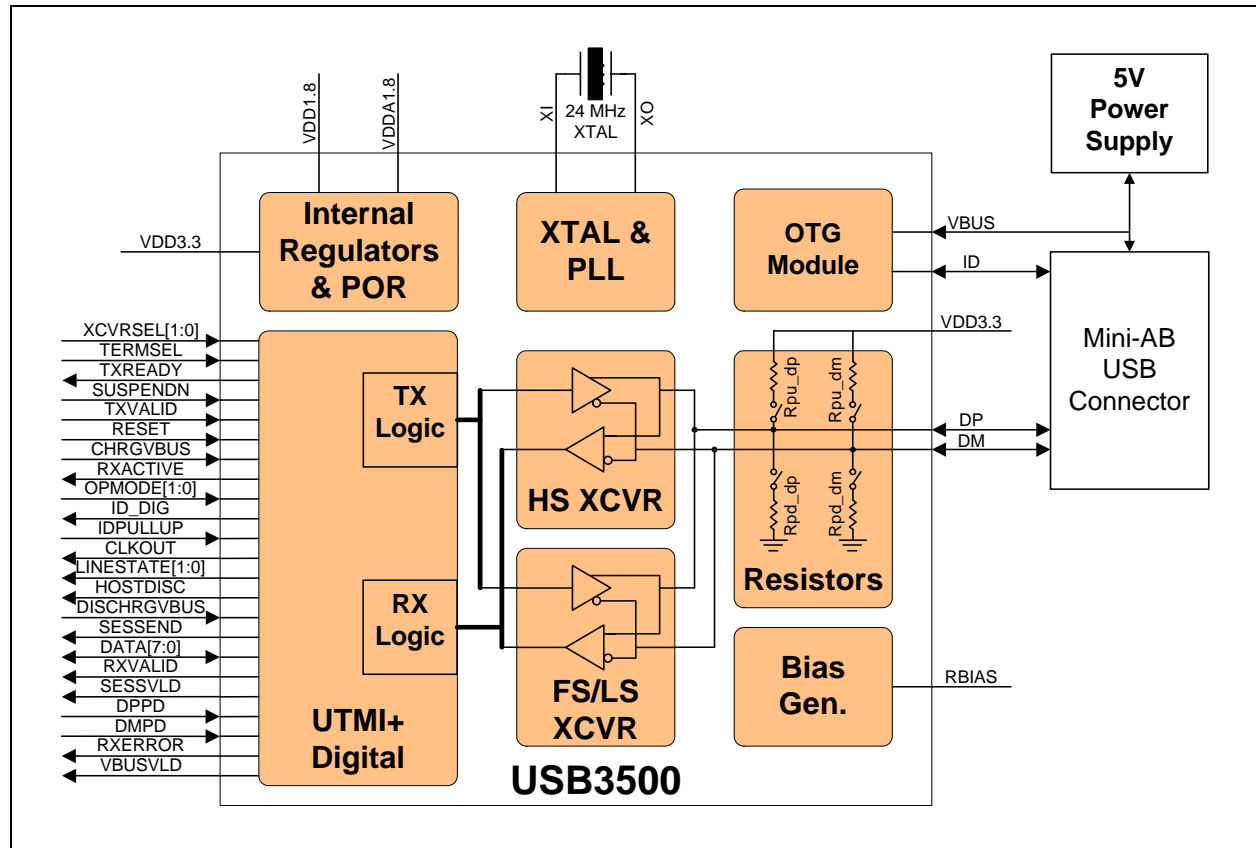 VDD1.8
VDDA1.8
XI
24 MHz
XTAL
XO
5V
Power
Supply
Internal
Regulators
& POR
VDD3.3
XTAL &
PLL
OTG
Module
VBUS
ID
VDD3.3
Mini-AB
USB
Connector
XCVRSEL[1:0]
TERMSEL
TXREADY
SUSPENDN
TXVALID
RESET
CHRGVBUS
RXACTIVE
OPMODE[1:0]
ID_DIG
IDPULLUP
CLKOUT
LINESTATE[1:0]
HOSTDISC
DISCHRGVBUS
SESSEND
DATA[7:0]
RXVALID
SESSVLD
DPPD
DMPD
RXERROR
VBUSVLD
TX
Logic
RX
Logic
UTMI+
Digital
HS XCVR
FS/LS
XCVR
Rpu_dp
Rpu_dm
Rpd_dp
Rpd_dm
Resistors
DP
DM
Bias
Gen.
RBIAS
USB3500